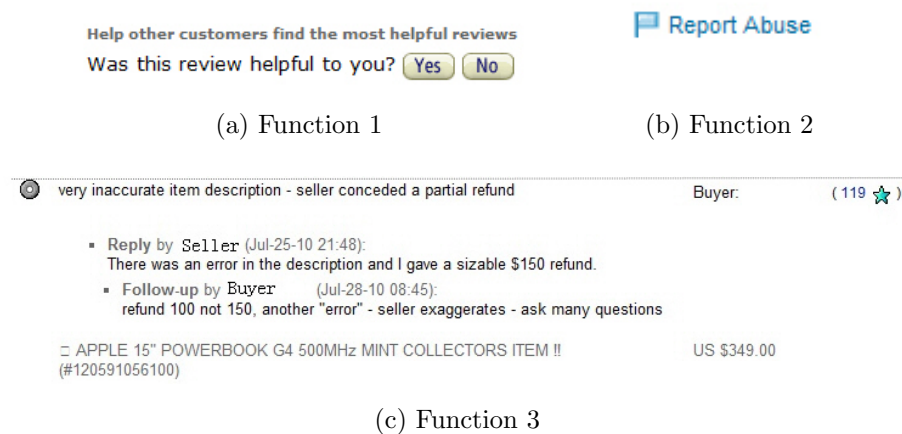 Help other customers find the most helpful reviews
Was this review helpful to you? Yes No
Report Abuse
(a) Function 1
(b) Function 2
very inaccurate item description - seller conceded a partial refund Buyer: ( 119 )
Reply by Seller (Jul-25-10 21:48):
There was an error in the description and I gave a sizable $150 refund.
Follow-up by Buyer (Jul-28-10 08:45):
refund 100 not 150, another "error" - seller exaggerates - ask many questions
APPLE 15" POWERBOOK G4 500MHz MINT COLLECTORS ITEM !! US $349.00
(#120591056100)
(c) Function 3